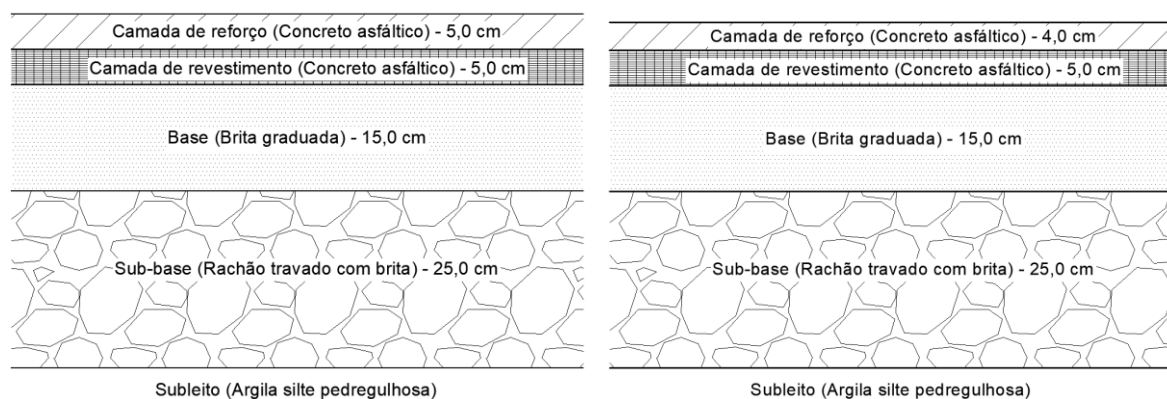 Camada de reforço (Concreto asfáltico) - 5,0 cm
Camada de revestimento (Concreto asfáltico) - 5,0 cm
Base (Brita graduada) - 15,0 cm
Sub-base (Rachão travado com brita) - 25,0 cm
Subleito (Argila silte pedregulhosa)
Camada de reforço (Concreto asfáltico) - 4,0 cm
Camada de revestimento (Concreto asfáltico) - 5,0 cm
Base (Brita graduada) - 15,0 cm
Sub-base (Rachão travado com brita) - 25,0 cm
Subleito (Argila silte pedregulhosa)